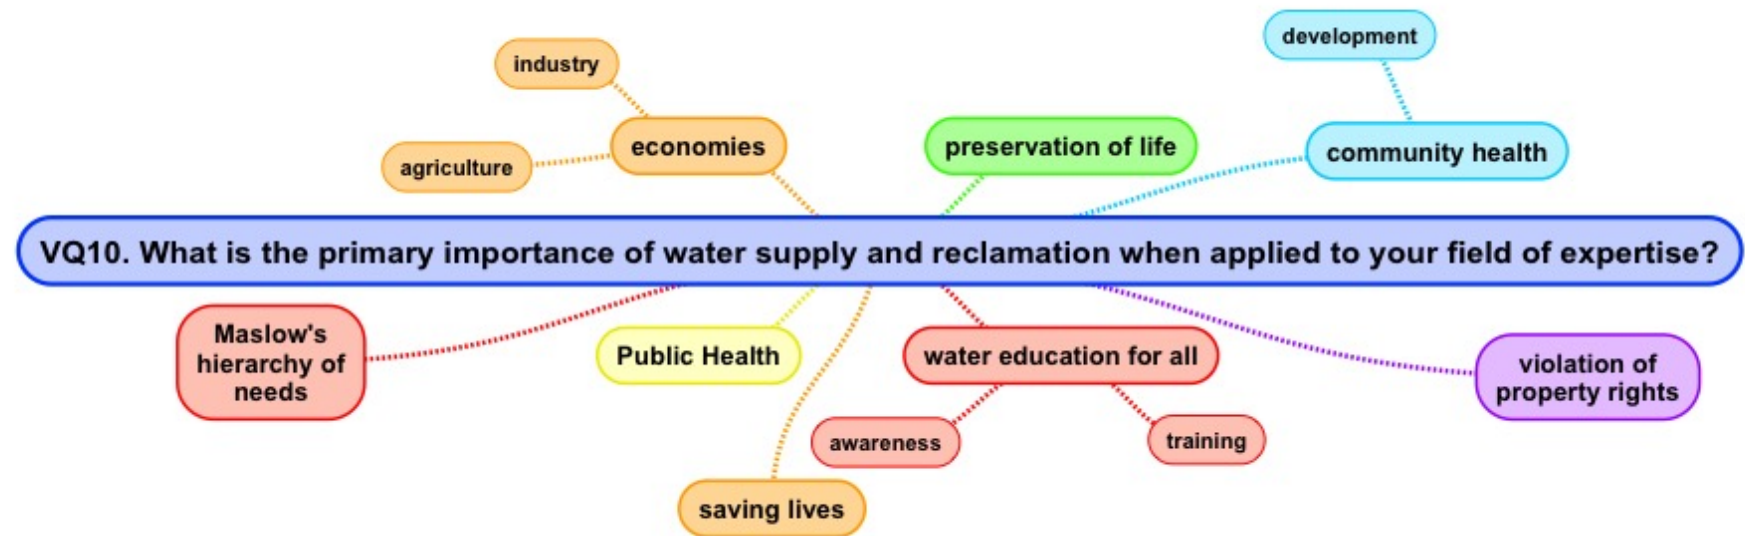 development
industry
economies
preservation of life
community health
agriculture
VQ10. What is the primary importance of water supply and reclamation when applied to your field of expertise?
Maslow's
hierarchy of
needs
Public Health
water education for all
violation of
property rights
awareness
training
saving lives